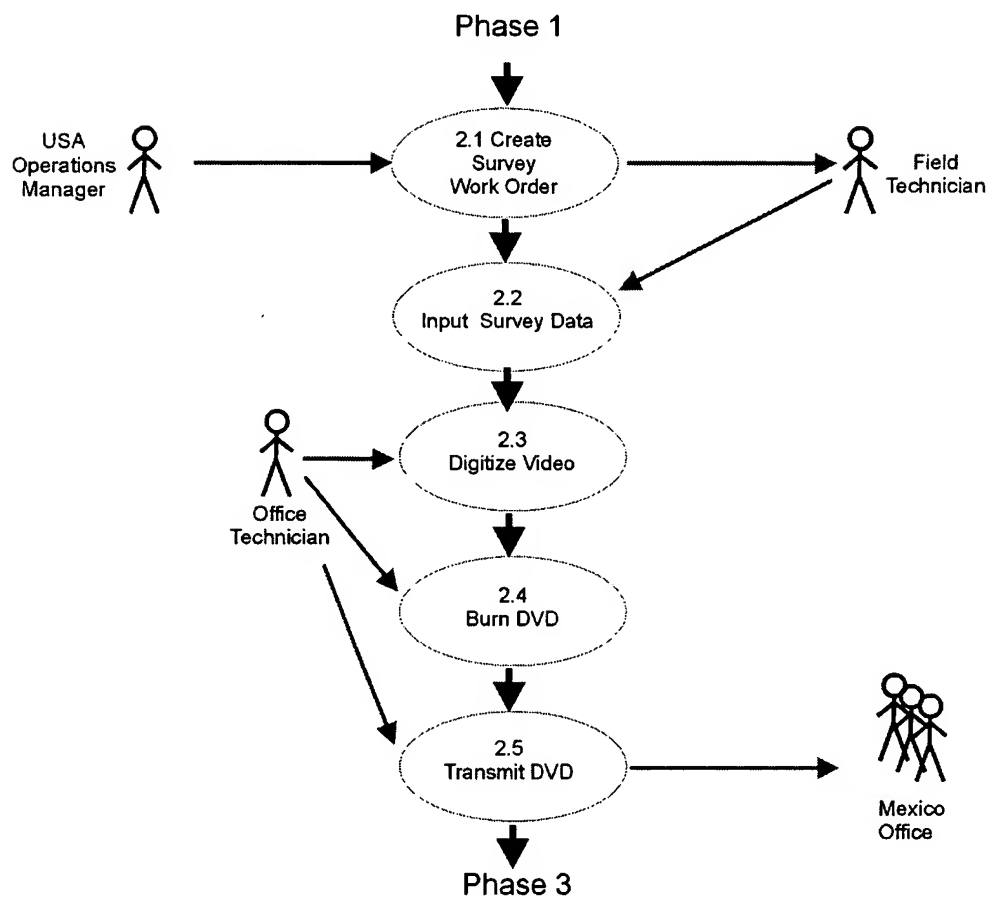 Phase 1
USA
Operations
Manager
2.1 Create
Survey
Work Order
Field
Technician
2.2
Input Survey Data
2.3
Digitize Video
Office
Technician
2.4
Burn DVD
2.5
Transmit DVD
Mexico
Office
Phase 3